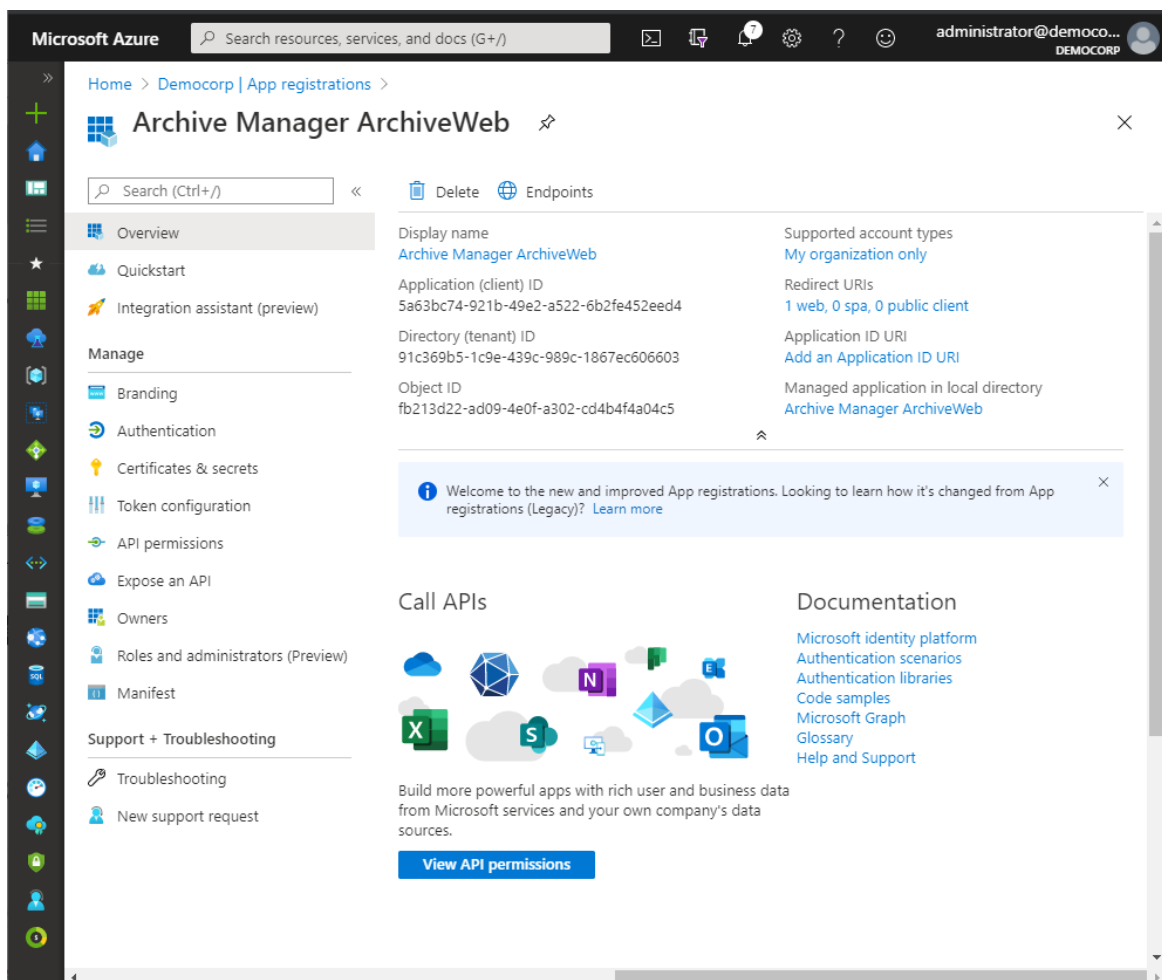 Microsoft Azure
Search resources, services, and docs (G+/)
7
administrator@democo...
DEMOCORP
Home > Democorp | App registrations >
Archive Manager ArchiveWeb
Search (Ctrl+/)
Delete
Endpoints
Overview
Quickstart
Integration assistant (preview)
Manage
Branding
Authentication
Certificates & secrets
Token configuration
API permissions
Expose an API
Owners
Roles and administrators (Preview)
Manifest
Support + Troubleshooting
Troubleshooting
New support request
Display name
Archive Manager ArchiveWeb
Application (client) ID
5a63bc74-921b-49e2-a522-6b2fe452eed4
Directory (tenant) ID
91c369b5-1c9e-439c-989c-1867ec606603
Object ID
fb213d22-ad09-4e0f-a302-cd4b4f4a04c5
Supported account types
My organization only
Redirect URIs
1 web, 0 spa, 0 public client
Application ID URI
Add an Application ID URI
Managed application in local directory
Archive Manager ArchiveWeb
Welcome to the new and improved App registrations. Looking to learn how it's changed from App
registrations (Legacy)? Learn more
Call APIs
N
E
X
S
O
Build more powerful apps with rich user and business data
from Microsoft services and your own company's data
sources.
View API permissions
Documentation
Microsoft identity platform
Authentication scenarios
Authentication libraries
Code samples
Microsoft Graph
Glossary
Help and Support
SQL